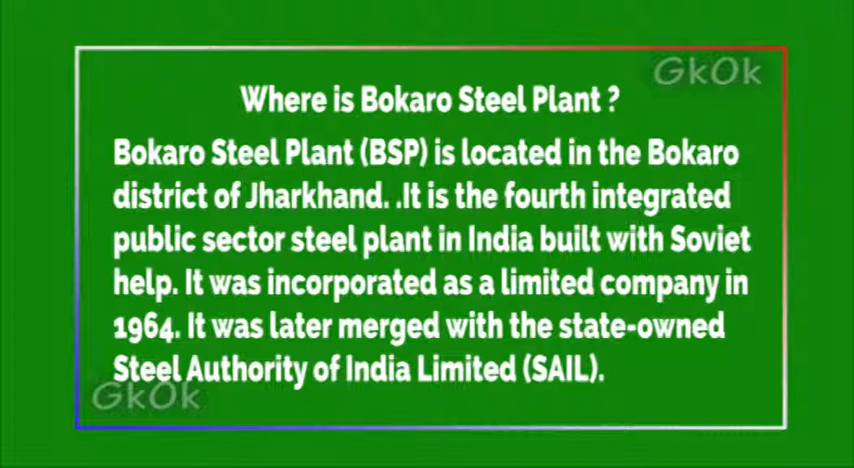 GkOk
Where is Bokaro Steel Plant ?
Bokaro Steel Plant (BSP) is located in the Bokaro
district of Jharkhand. .It is the fourth integrated
public sector steel plant in India built with Soviet
help. It was incorporated as a limited company in
1964. It was later merged with the state-owned
Steel Authority of India Limited (SAIL).
GkOk